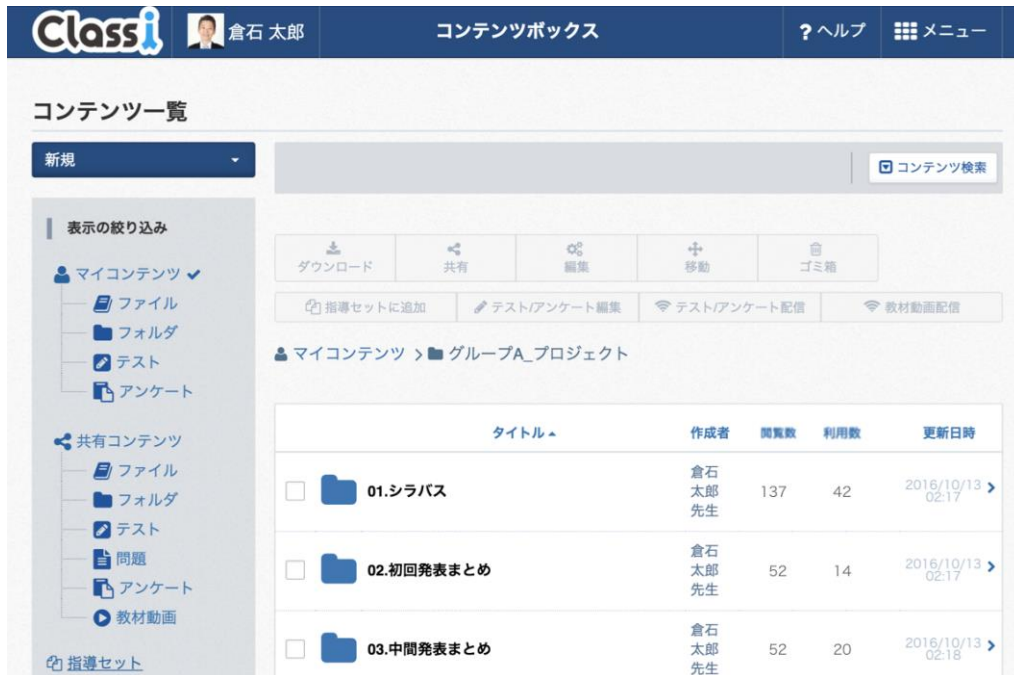 Classi
倉石 太郎
コンテンツボックス
? ヘルプ
メニュー
コンテンツ一覧
新規
コンテンツ検索
表示の絞り込み
マイコンテンツ
ファイル
フォルダ
テスト
アンケート
共有コンテンツ
ファイル
フォルダ
テスト
問題
アンケート
教材動画
指導セット
ダウンロード
共有
編集
移動
ゴミ箱
指導セットに追加
テスト/アンケート編集
テスト/アンケート配信
教材動画配信
マイコンテンツ > グループA_プロジェクト
タイトル 作成者 閲覧数 利用数 更新日時
01.シラバス
倉石
太郎
先生
137
42
2016/10/13
02:17
02.初回発表まとめ
倉石
太郎
先生
52
14
2016/10/13
02:17
03.中間発表まとめ
倉石
太郎
先生
52
20
2016/10/13
02:18